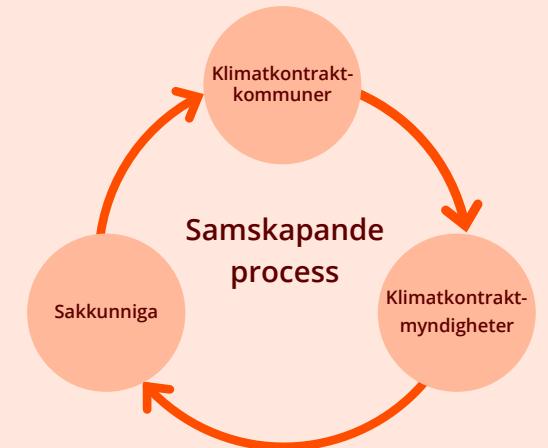 Klimatkontrakt-
kommuner
Samskapande
process
Klimatkontrakt-
myndigheter
Sakkunniga